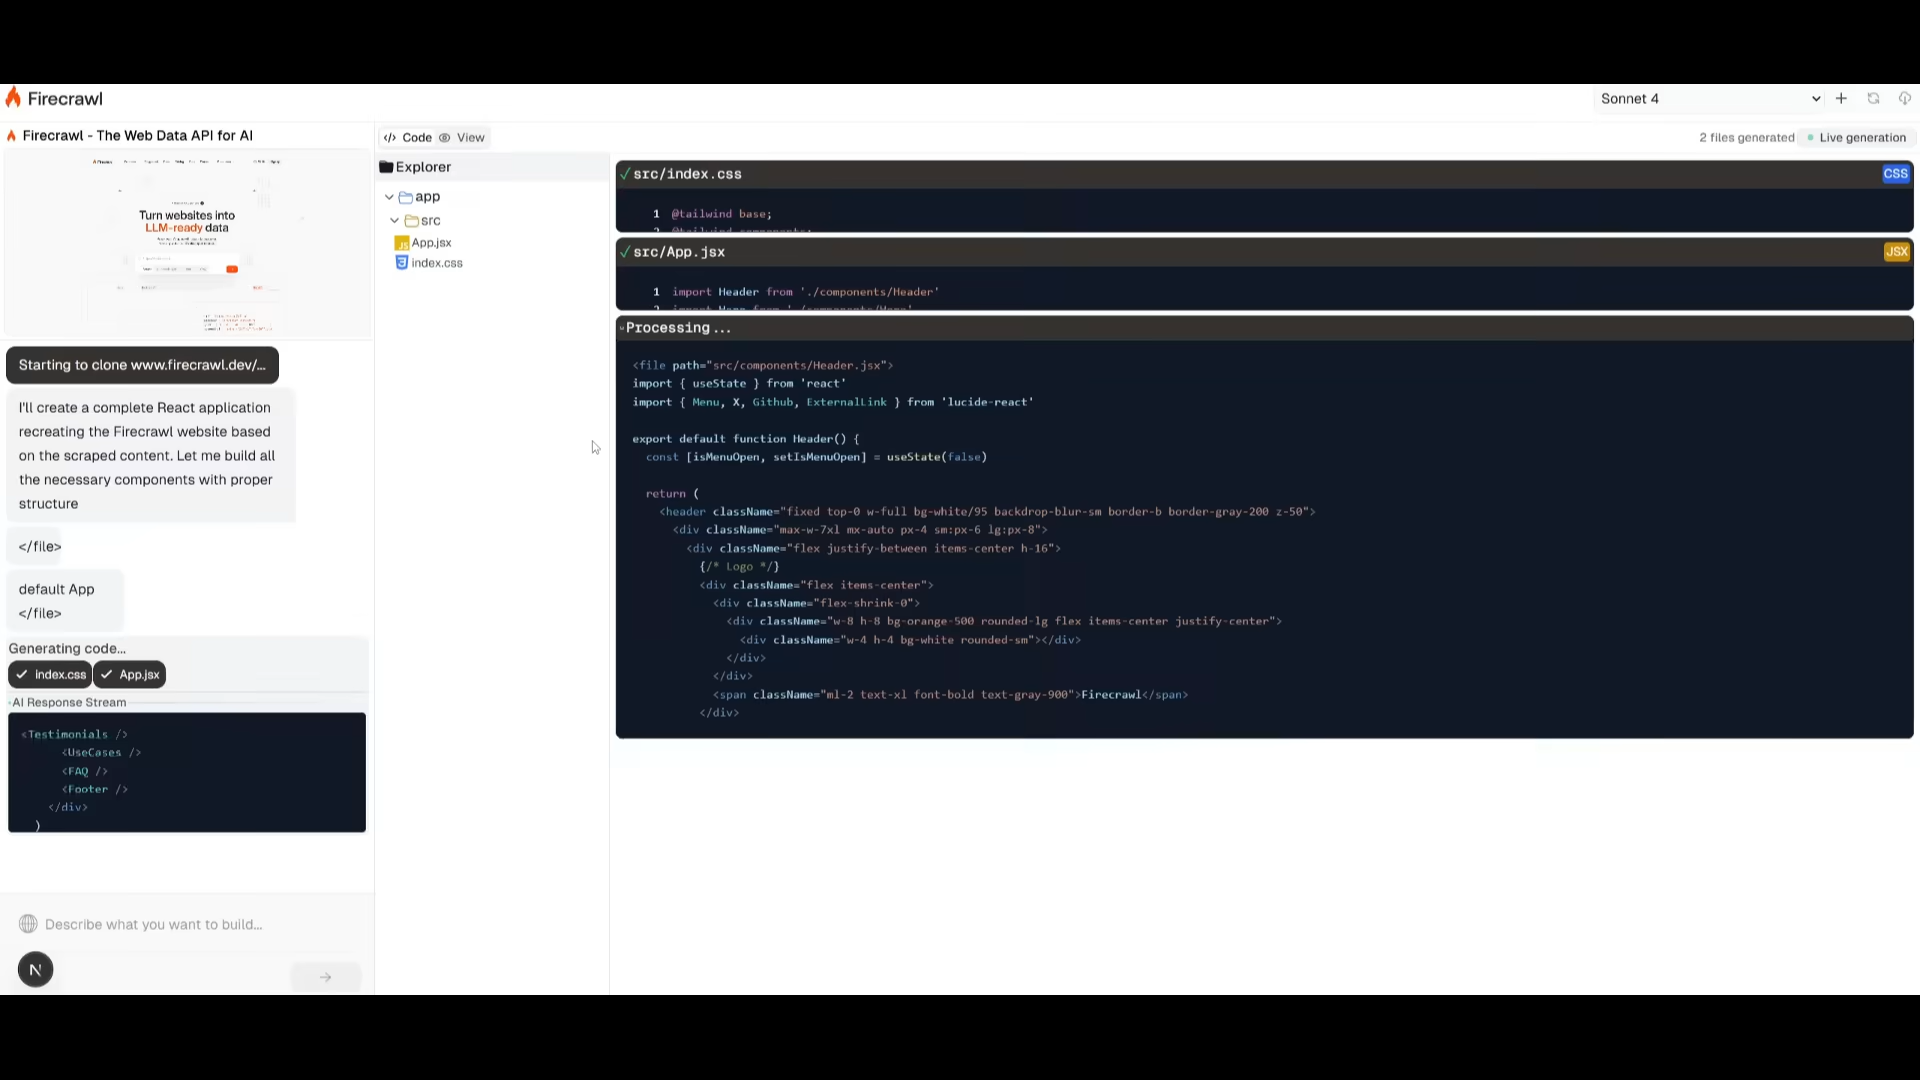 Firecrawl
Sonnet 4
Firecrawl - The Web Data API for AI
Turn websites into
LLM-ready data
Starting to clone www.firecrawl.dev/...
I'll create a complete React application
recreating the Firecrawl website based
on the scraped content. Let me build all
the necessary components with proper
structure
</file>
default App
</file>
Generating code...
index.css
App.jsx
AI Response Stream
<Testimonials />
<UseCases />
<FAQ />
<Footer />
</div>
)
Describe what you want to build...
N
Code
View
2 files generated
Live generation
Explorer
app
src
JS
App.jsx
index.css
src/index.css
CSS
1 @tailwind base;
2 @tailwind components;
src/App.jsx
JSX
1 import Header from './components/Header'
Processing...
<file path="src/components/Header.jsx">
import { useState } from 'react'
import { Menu, X, Github, ExternalLink } from 'lucide-react'
export default function Header() {
const [isMenuOpen, setIsMenuOpen] = useState(false)
return (
<header className="fixed top-0 w-full bg-white/95 backdrop-blur-sm border-b border-gray-200 z-50">
<div className="max-w-7xl mx-auto px-4 sm:px-6 lg:px-8">
<div className="flex justify-between items-center h-16">
{/* Logo */}
<div className="flex items-center">
<div className="flex-shrink-0">
<div className="w-8 h-8 bg-orange-500 rounded-lg flex items-center justify-center">
<div className="w-4 h-4 bg-white rounded-sm"></div>
</div>
</div>
<span className="ml-2 text-xl font-bold text-gray-900">Firecrawl</span>
</div>